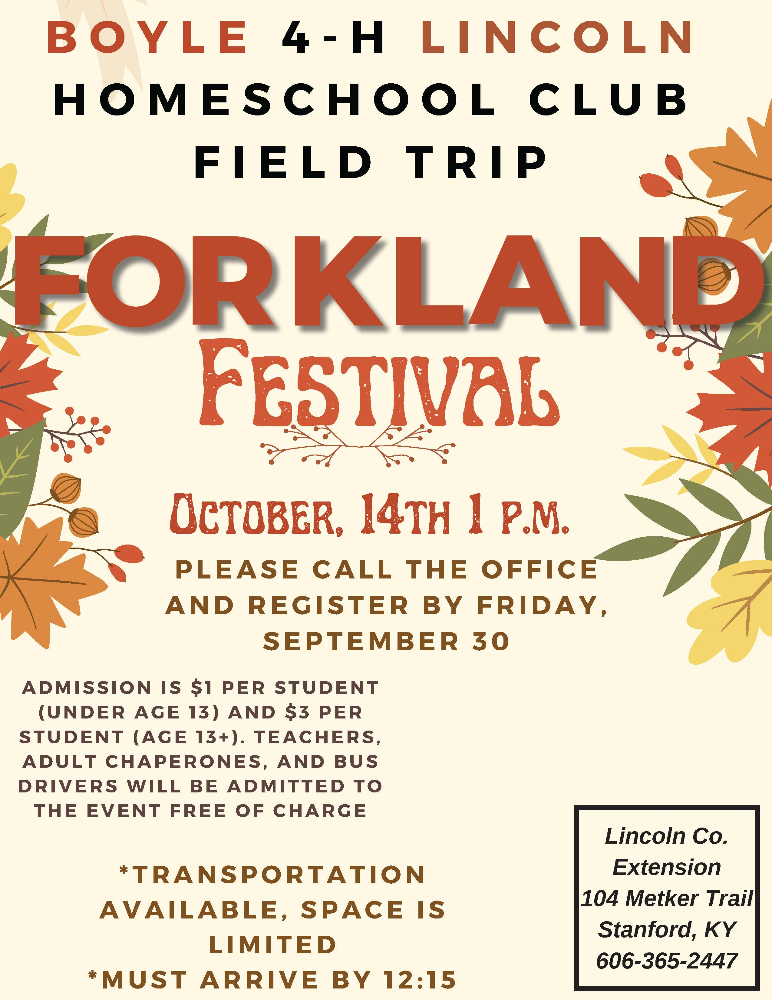 BOYLE 4-H LINCOLN
HOMESCHOOL CLUB
FIELD TRIP
FORKLAND
FESTIVAL
OCTOBER, 14TH 1 P.M.
PLEASE CALL THE OFFICE
AND REGISTER BY FRIDAY,
SEPTEMBER 30
ADMISSION IS $1 PER STUDENT
(UNDER AGE 13) AND $3 PER
STUDENT (AGE 13+). TEACHERS,
ADULT CHAPERONES, AND BUS
DRIVERS WILL BE ADMITTED TO
THE EVENT FREE OF CHARGE
*TRANSPORTATION
AVAILABLE, SPACE IS
LIMITED
*MUST ARRIVE BY 12:15
Lincoln Co.
Extension
104 Metker Trail
Stanford, KY
606-365-2447